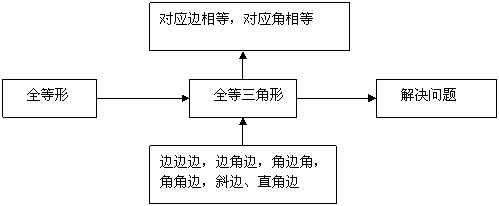 对应边相等，对应角相等
全等形
全等三角形
解决问题
边边边，边角边，角边角，
角角边，斜边、直角边